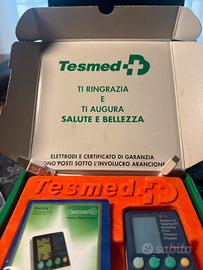 Tesmed
TI RINGRAZIA
E
TI AUGURA
SALUTE E BELLEZZA
ELETTRODI E CERTIFICATO DI GARANZIA
SONO POSTI SOTTO L'INVOLUCRO ARANCIONE
Tesmed
Tesmed
subito